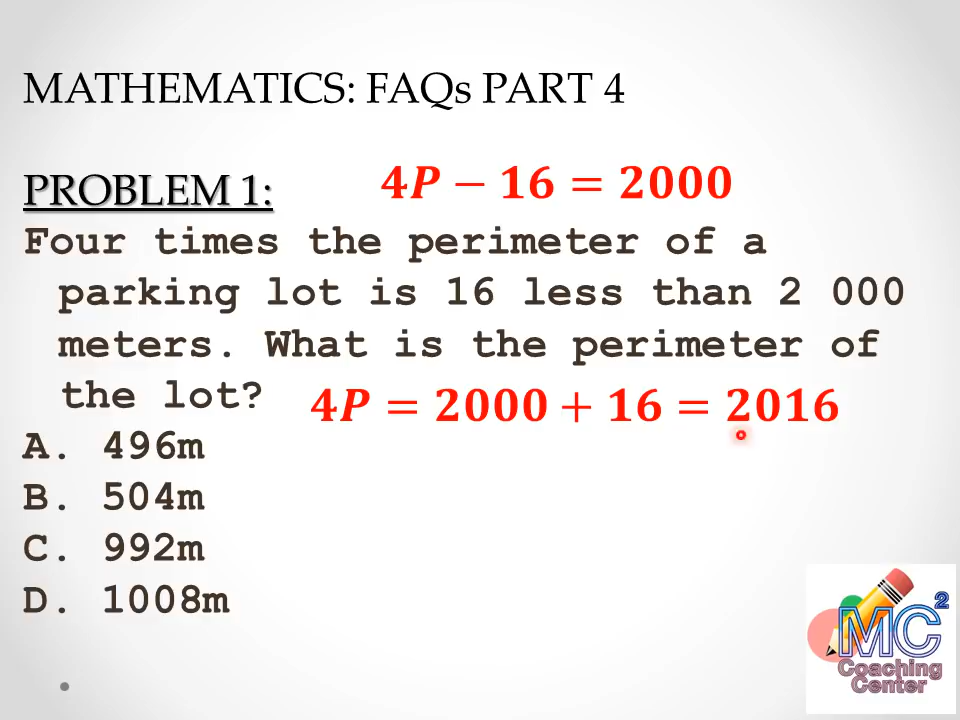 MATHEMATICS: FAQs PART 4
PROBLEM 1:
4P − 16 = 2000
Four times the perimeter of a
parking lot is 16 less than 2 000
meters. What is the perimeter of
the lot?
4P = 2000 + 16 = 2016
A. 496m
B. 504m
C. 992m
D. 1008m
MC²
Coaching
Center